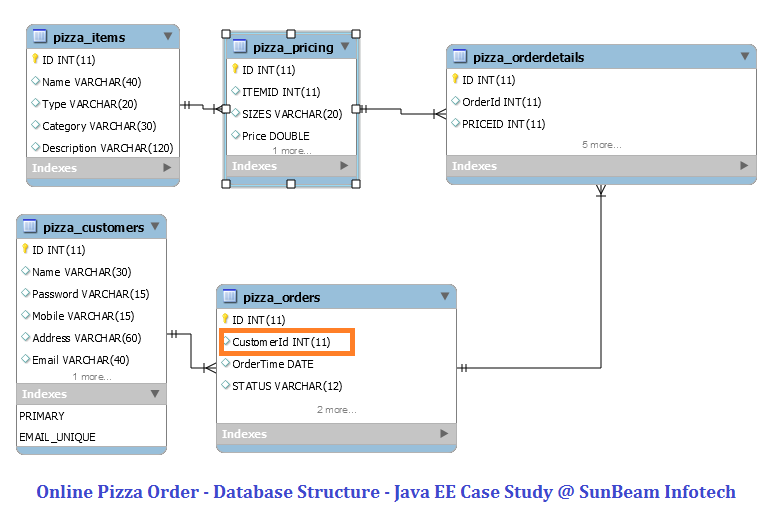 pizza_items
ID INT(11)
Name VARCHAR(40)
Type VARCHAR(20)
Category VARCHAR(30)
Description VARCHAR(120)
Indexes
pizza_pricing
ID INT(11)
ITEMID INT(11)
SIZES VARCHAR(20)
Price DOUBLE
1 more...
Indexes
pizza_orderdetails
ID INT(11)
OrderId INT(11)
PRICEID INT(11)
5 more...
Indexes
pizza_customers
ID INT(11)
Name VARCHAR(30)
Password VARCHAR(15)
Mobile VARCHAR(15)
Address VARCHAR(60)
Email VARCHAR(40)
1 more...
Indexes
PRIMARY
EMAIL_UNIQUE
pizza_orders
ID INT(11)
CustomerId INT(11)
OrderTime DATE
STATUS VARCHAR(12)
2 more...
Indexes
Online Pizza Order - Database Structure - Java EE Case Study @ SunBeam Infotech